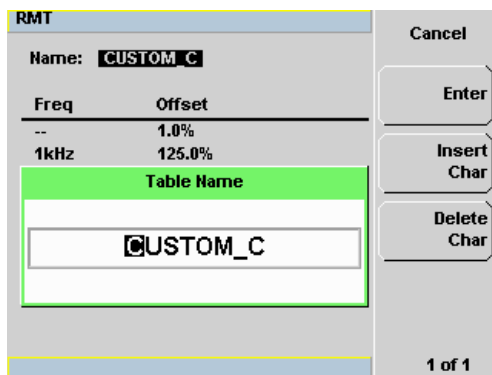 RMT
Name: CUSTOM_C
Freq Offset
-- 1.0%
1kHz 125.0%
Table Name
CUSTOM_C
Cancel
Enter
Insert
Char
Delete
Char
1 of 1